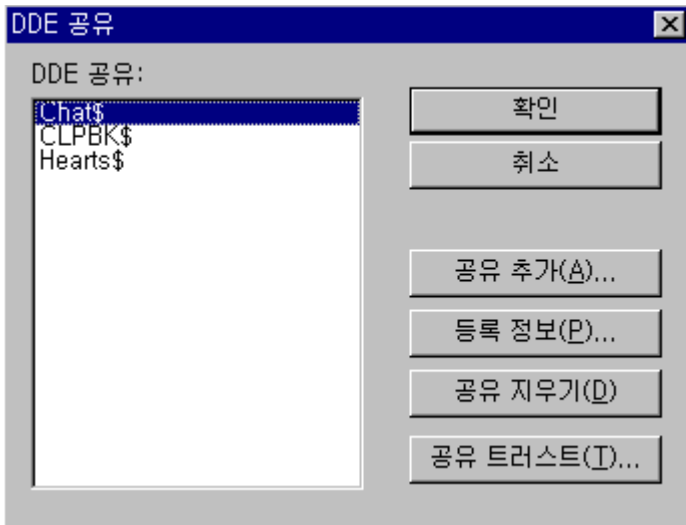 DDE 공유
DDE 공유:
Chat$
CLPBK$
Hearts$
확인
취소
공유 추가(A)...
등록 정보(P)...
공유 지우기(D)
공유 트러스트(T)...